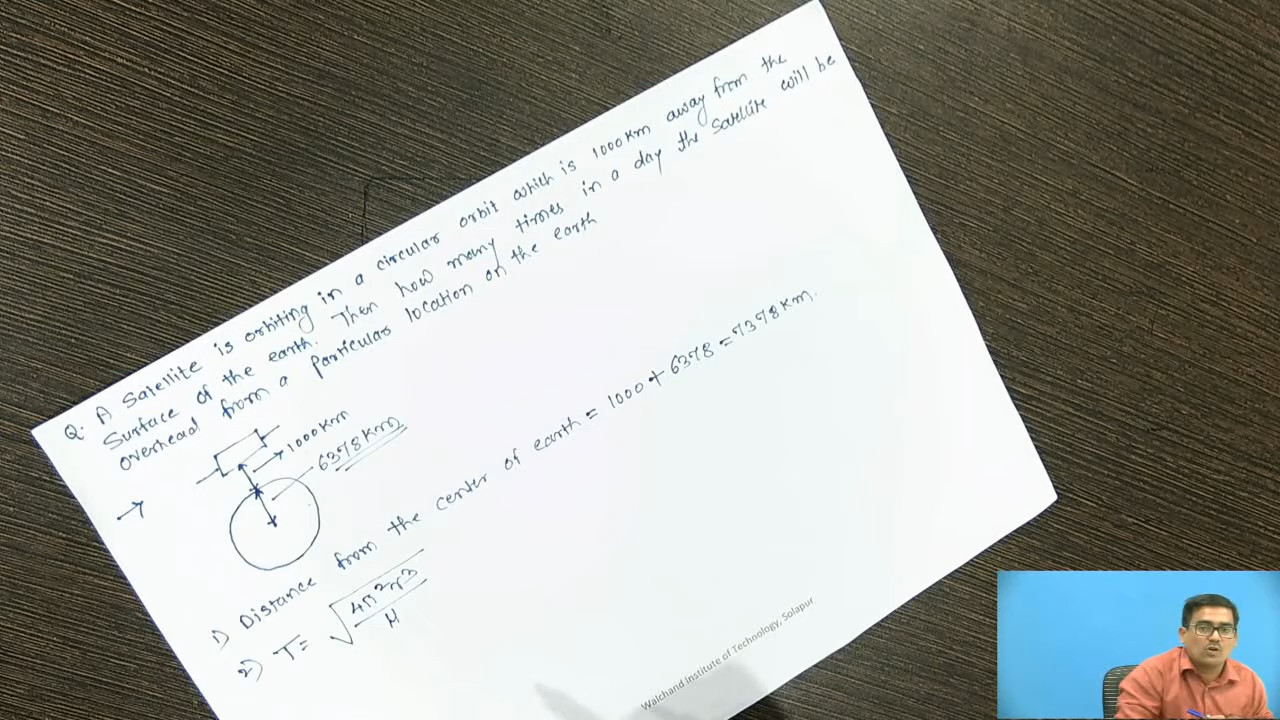 Q. A Satellite is orbiting in a circular orbit which is 1000 Km away from the
Surface of the earth. Then how many times in a day the Satellite will be
overhead from a particular location on the earth
→
1000 Km
6378 Km
1) Distance from the center of earth = 1000 + 6378 = 7378 Km.
2) T = √(4π²r³/μ)
Walchand Institute of Technology, Solapur